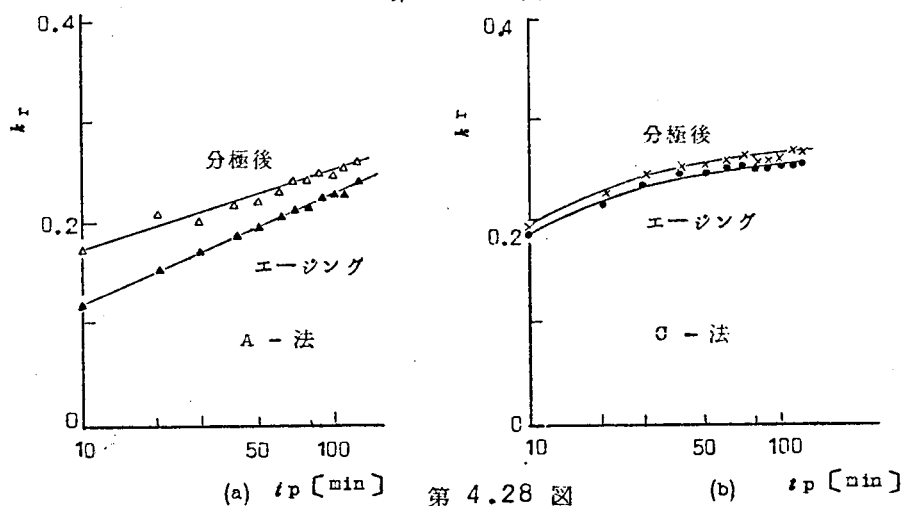 0.4
kr
分極後
0.2
エージング
A - 法
0
10
50
100
(a) tp [min]
0.4
分極後
0.2
エージング
C - 法
0
10
50
100
(b) tp [min]
第 4.28 図